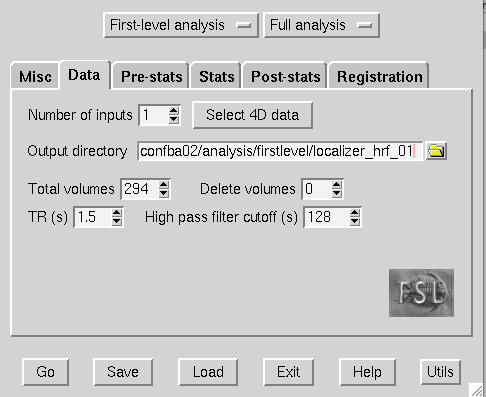 First-level analysis Full analysis
Misc Data Pre-stats Stats Post-stats Registration
Number of inputs 1 Select 4D data
Output directory confba02/analysis/firstlevel/localizer_hrf_01
Total volumes 294 Delete volumes 0
TR (s) 1.5 High pass filter cutoff (s) 128
FSL
Go Save Load Exit Help Utils